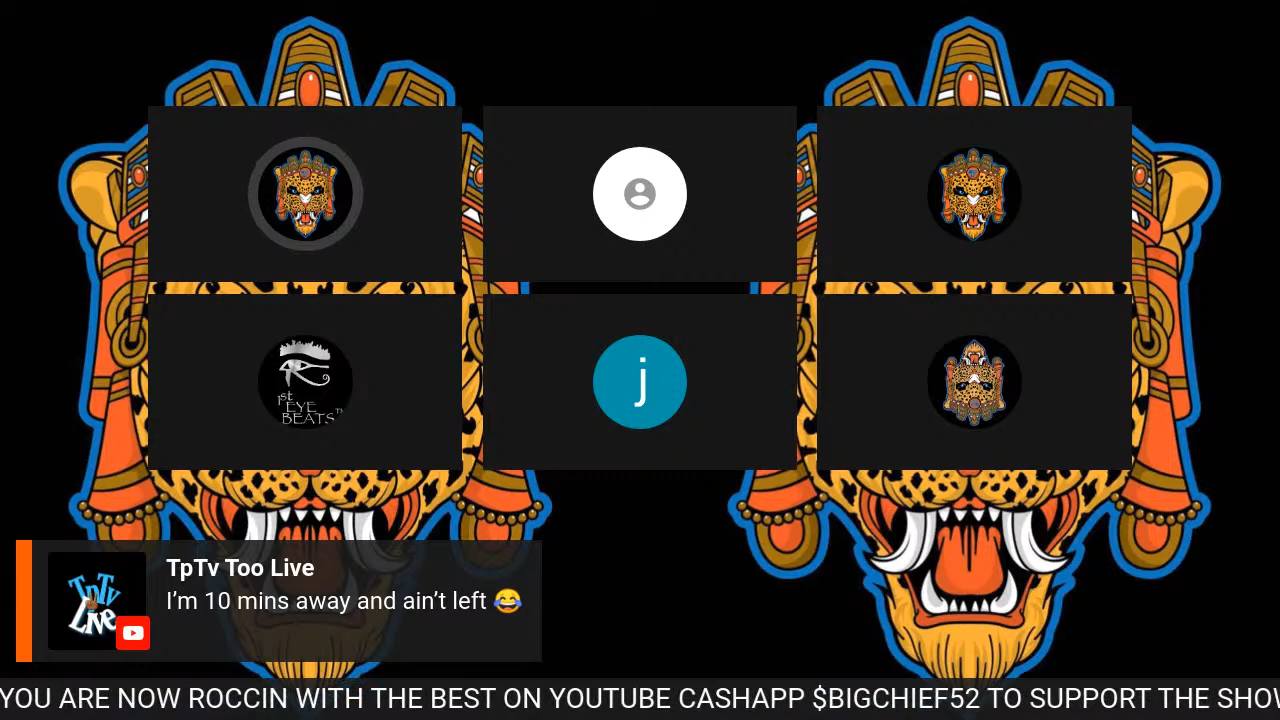 1st
EYE
BEATS
j
TpTv
Live
TpTv Too Live
I’m 10 mins away and ain’t left 😂
YOU ARE NOW ROCCIN WITH THE BEST ON YOUTUBE CASHAPP $BIGCHIEF52 TO SUPPORT THE SHOW